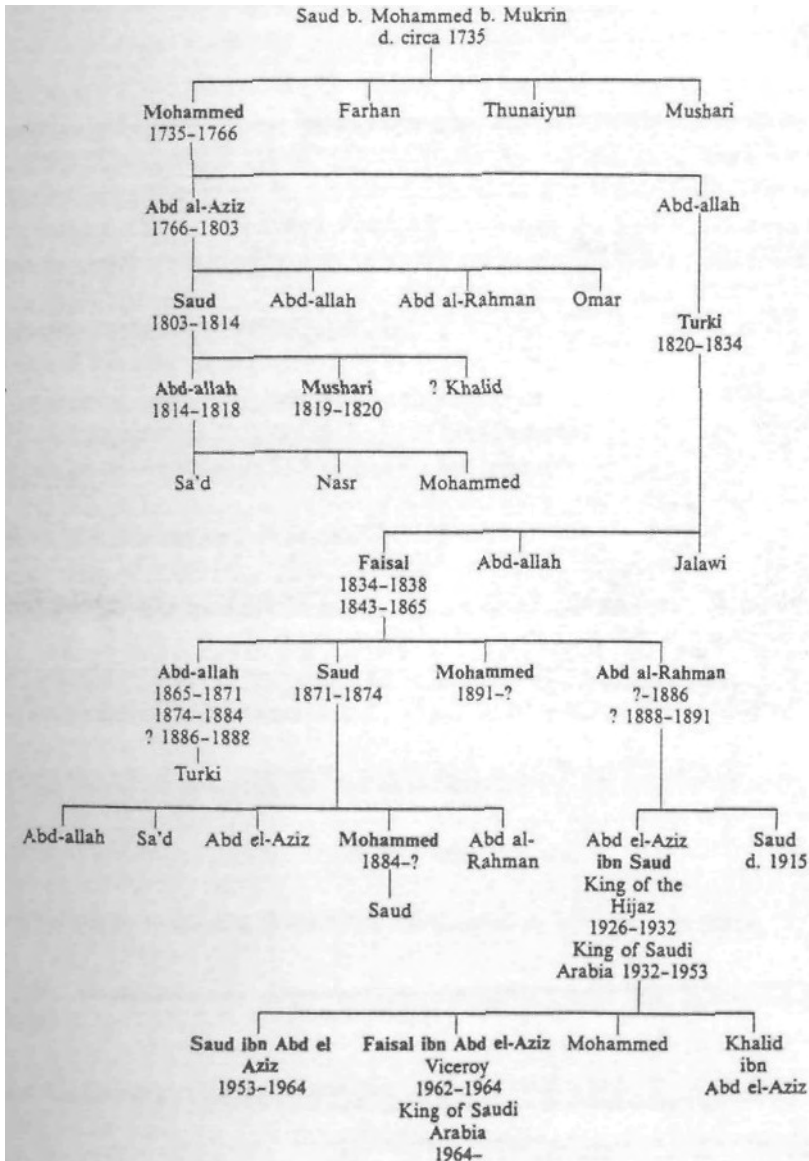 Saud b. Mohammed b. Mukrin
d. circa 1735
Mohammed
1735–1766
Farhan
Thunaiyun
Mushari
Abd al-Aziz
1766–1803
Abd-allah
Saud
1803–1814
Abd-allah
Abd al-Rahman
Omar
Turki
1820–1834
Abd-allah
1814–1818
Mushari
1819–1820
? Khalid
Sa'd
Nasr
Mohammed
Faisal
1834–1838
1843–1865
Abd-allah
Jalawi
Abd-allah
1865–1871
1874–1884
? 1886–1888
Saud
1871–1874
Mohammed
1891–?
Abd al-Rahman
?-1886
? 1888–1891
Turki
Abd-allah
Sa'd
Abd el-Aziz
Mohammed
1884–?
Abd al-
Rahman
Abd el-Aziz
ibn Saud
King of the
Hijaz
1926–1932
King of Saudi
Arabia 1932–1953
Saud
d. 1915
Saud
Saud ibn Abd el
Aziz
1953–1964
Faisal ibn Abd el-Aziz
Viceroy
1962–1964
King of Saudi
Arabia
1964–
Mohammed
Khalid
ibn
Abd el-Aziz